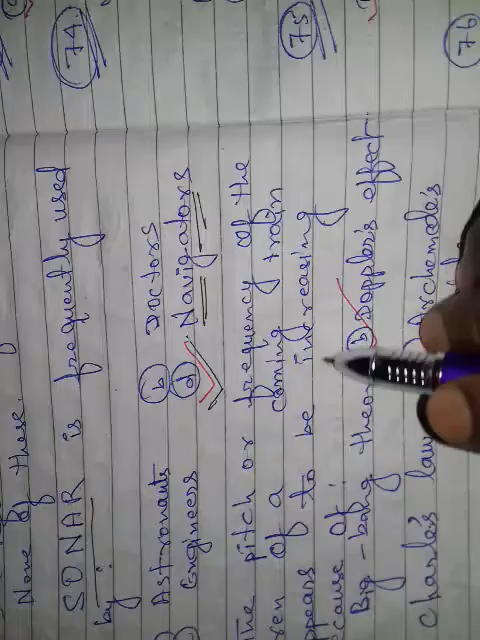 None of these.
74.
SONAR is frequently used
by:
Astronauts (b) Doctors
Engineers (d) Navigators
75
The pitch or frequency of the
of a coming train
appears to be increasing
because of:
Big-bang theory (b) Doppler's effect
Charle's law Archemede's
76